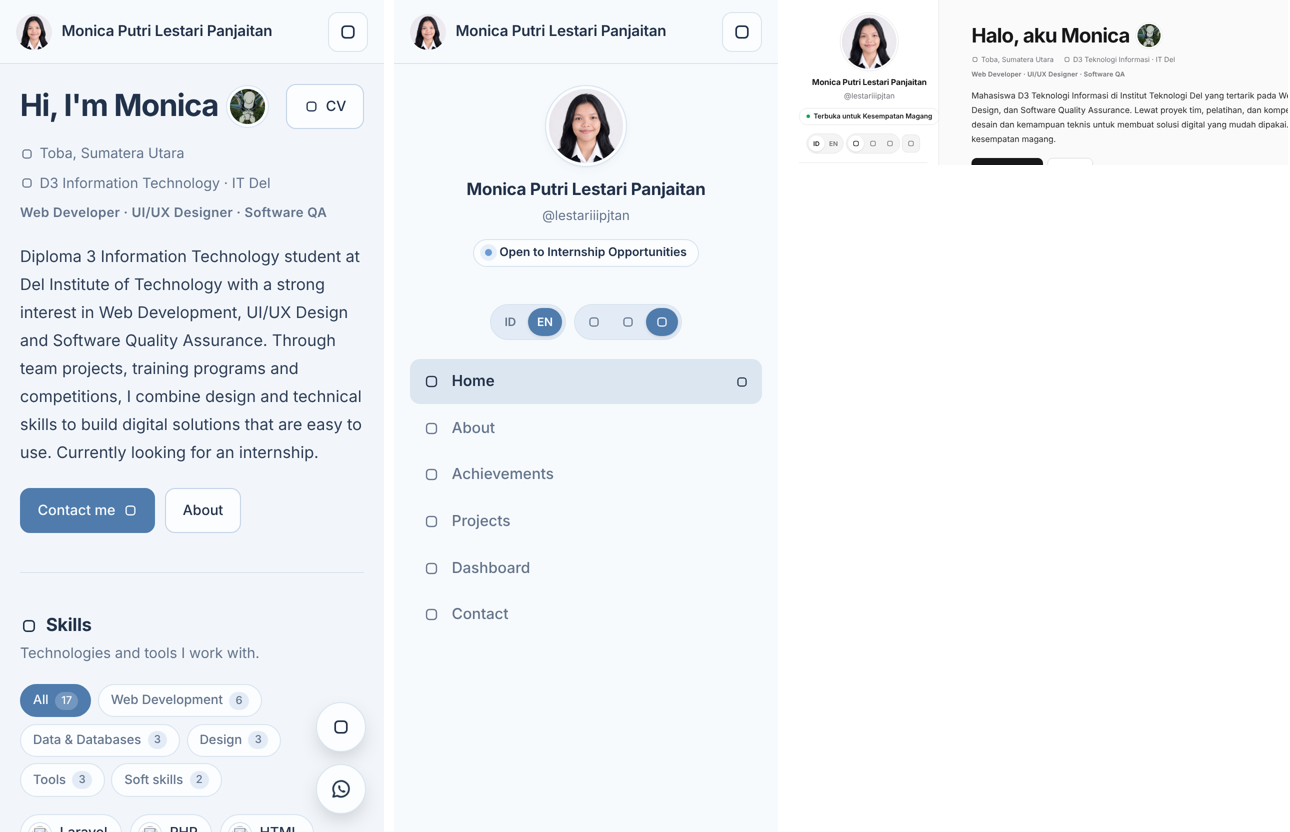 Monica Putri Lestari Panjaitan
Hi, I'm Monica
CV
Toba, Sumatera Utara
D3 Information Technology · IT Del
Web Developer · UI/UX Designer · Software QA
Diploma 3 Information Technology student at
Del Institute of Technology with a strong
interest in Web Development, UI/UX Design
and Software Quality Assurance. Through
team projects, training programs and
competitions, I combine design and technical
skills to build digital solutions that are easy to
use. Currently looking for an internship.
Contact me
About
Skills
Technologies and tools I work with.
All 17
Web Development 6
Data & Databases 3
Design 3
Tools 3
Soft skills 2
Laravel
PHP
HTML
Monica Putri Lestari Panjaitan
Monica Putri Lestari Panjaitan
@lestariiipjtan
Open to Internship Opportunities
ID EN
Home
About
Achievements
Projects
Dashboard
Contact
Monica Putri Lestari Panjaitan
@lestariiipjtan
Terbuka untuk Kesempatan Magang
ID EN
Halo, aku Monica
Toba, Sumatera Utara
D3 Teknologi Informasi · IT Del
Web Developer · UI/UX Designer · Software QA
Mahasiswa D3 Teknologi Informasi di Institut Teknologi Del yang tertarik pada
Design, dan Software Quality Assurance. Lewat proyek tim, pelatihan, dan
desain dan kemampuan teknis untuk membuat solusi digital yang mudah dipakai.
kesempatan magang.